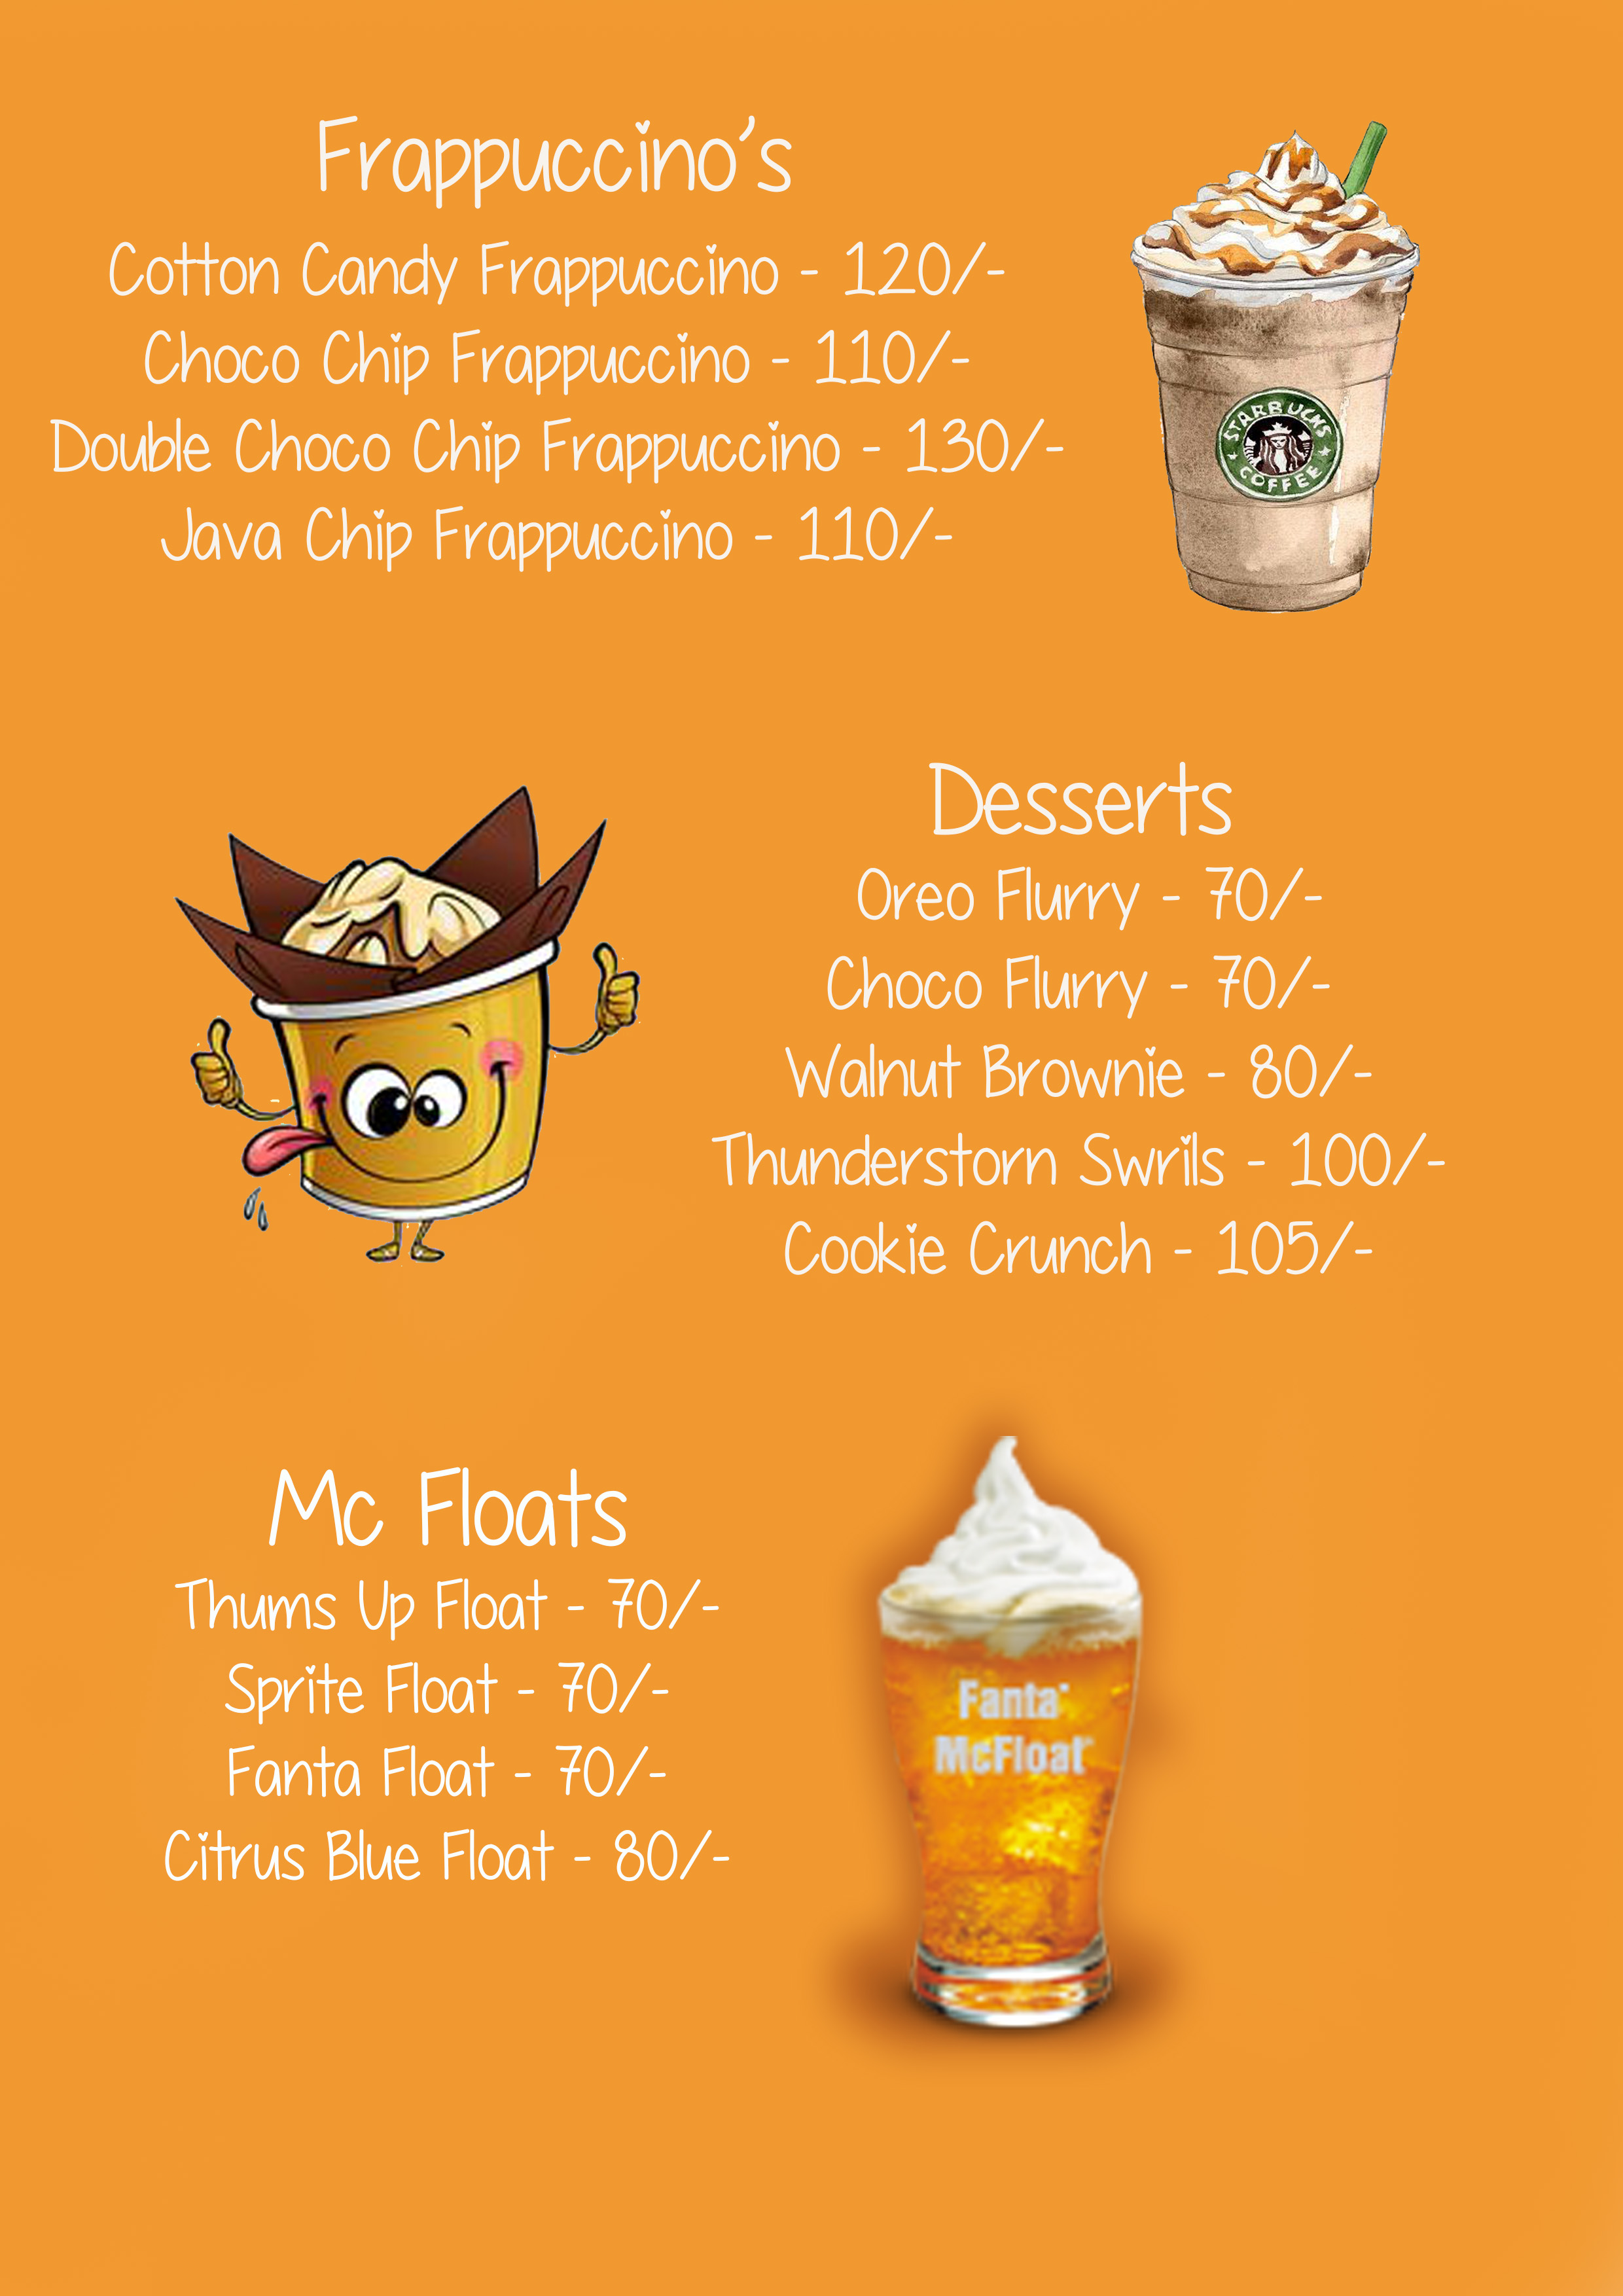 Frappuccino's
Cotton Candy Frappuccino - 120/-
Choco Chip Frappuccino - 110/-
Double Choco Chip Frappuccino - 130/-
Java Chip Frappuccino - 110/-
STARBUCKS
COFFEE
Desserts
Oreo Flurry - 70/-
Choco Flurry - 70/-
Walnut Brownie - 80/-
Thunderstorn Swrils - 100/-
Cookie Crunch - 105/-
Mc Floats
Thums Up Float - 70/-
Sprite Float - 70/-
Fanta Float - 70/-
Citrus Blue Float - 80/-
Fanta
McFloat